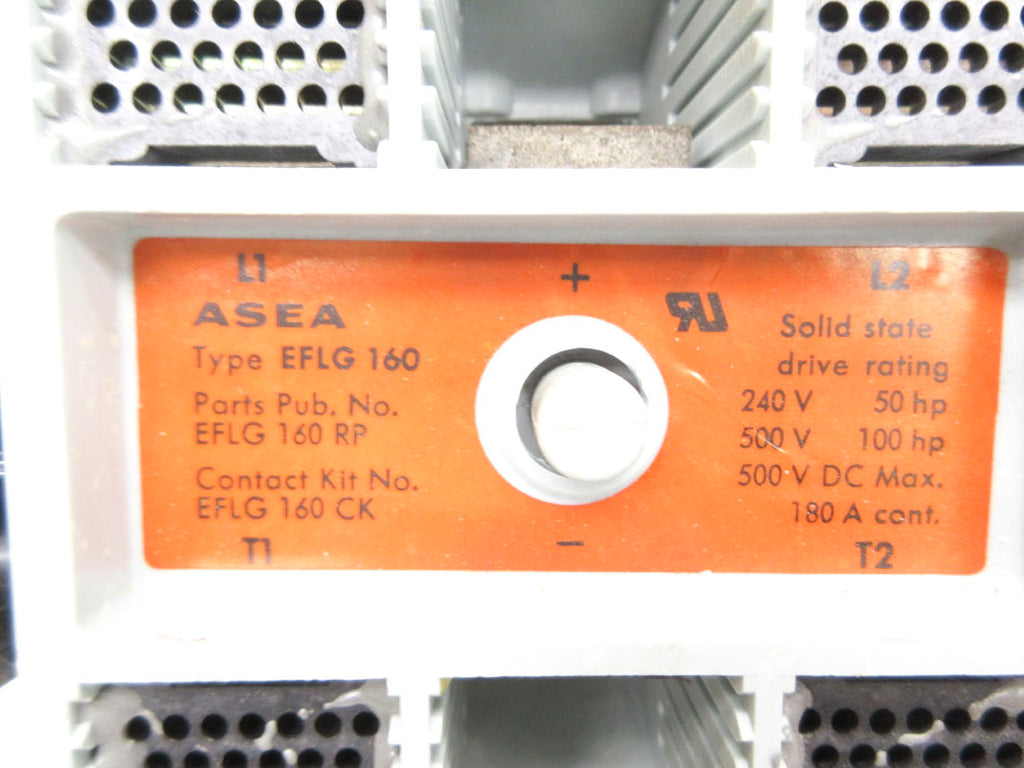 L1 + L2
ASEA
Type EFLG 160
Parts Pub. No.
EFLG 160 RP
Contact Kit No.
EFLG 160 CK
T1
RU
Solid state
drive rating
240 V 50 hp
500 V 100 hp
500 V DC Max.
180 A cont.
– T2